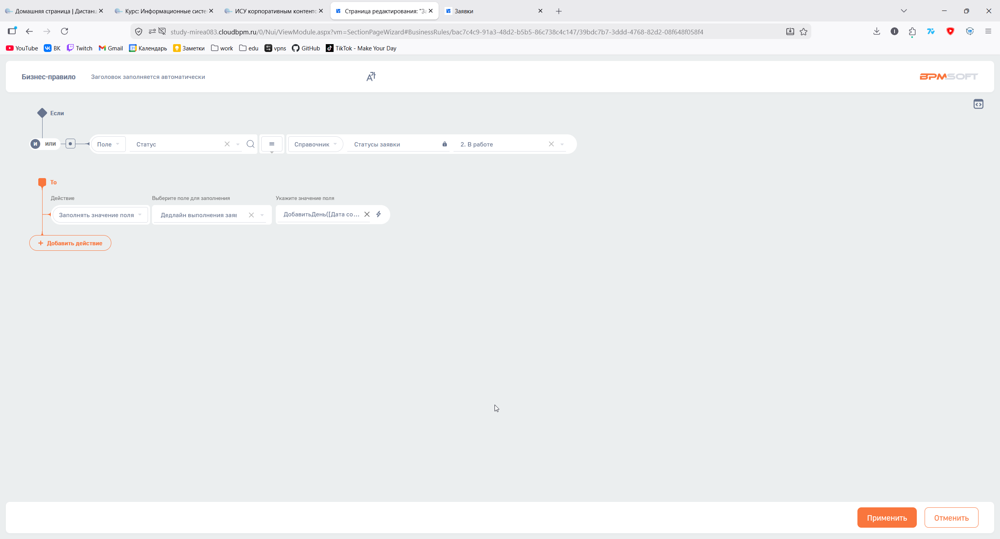 Домашняя страница | Дистанц
Курс: Информационные систе
ИСУ корпоративным контенто
Страница редактирования: "За
Заявки
study-mirea083.cloudbpm.ru/0/Nui/ViewModule.aspx?vm=SectionPageWizard#BusinessRules/bac7c4c9-91a3-48d2-b5b5-86c738c4c147/39bdc7b7-3ddd-4768-82d2-08f648f058f4
YouTube
ВК
Twitch
Gmail
Календарь
Заметки
work
edu
vpns
GitHub
TikTok - Make Your Day
Бизнес-правило
Заголовок заполняется автоматически
BPMSOFT
Если
И ИЛИ
Поле
Статус
=
Справочник
Статусы заявки
2. В работе
То
Действие
Выберите поле для заполнения
Укажите значение поля
Заполнять значение поля
Дедлайн выполнения заяв
ДобавитьДень([Дата со...
+ Добавить действие
Применить
Отменить